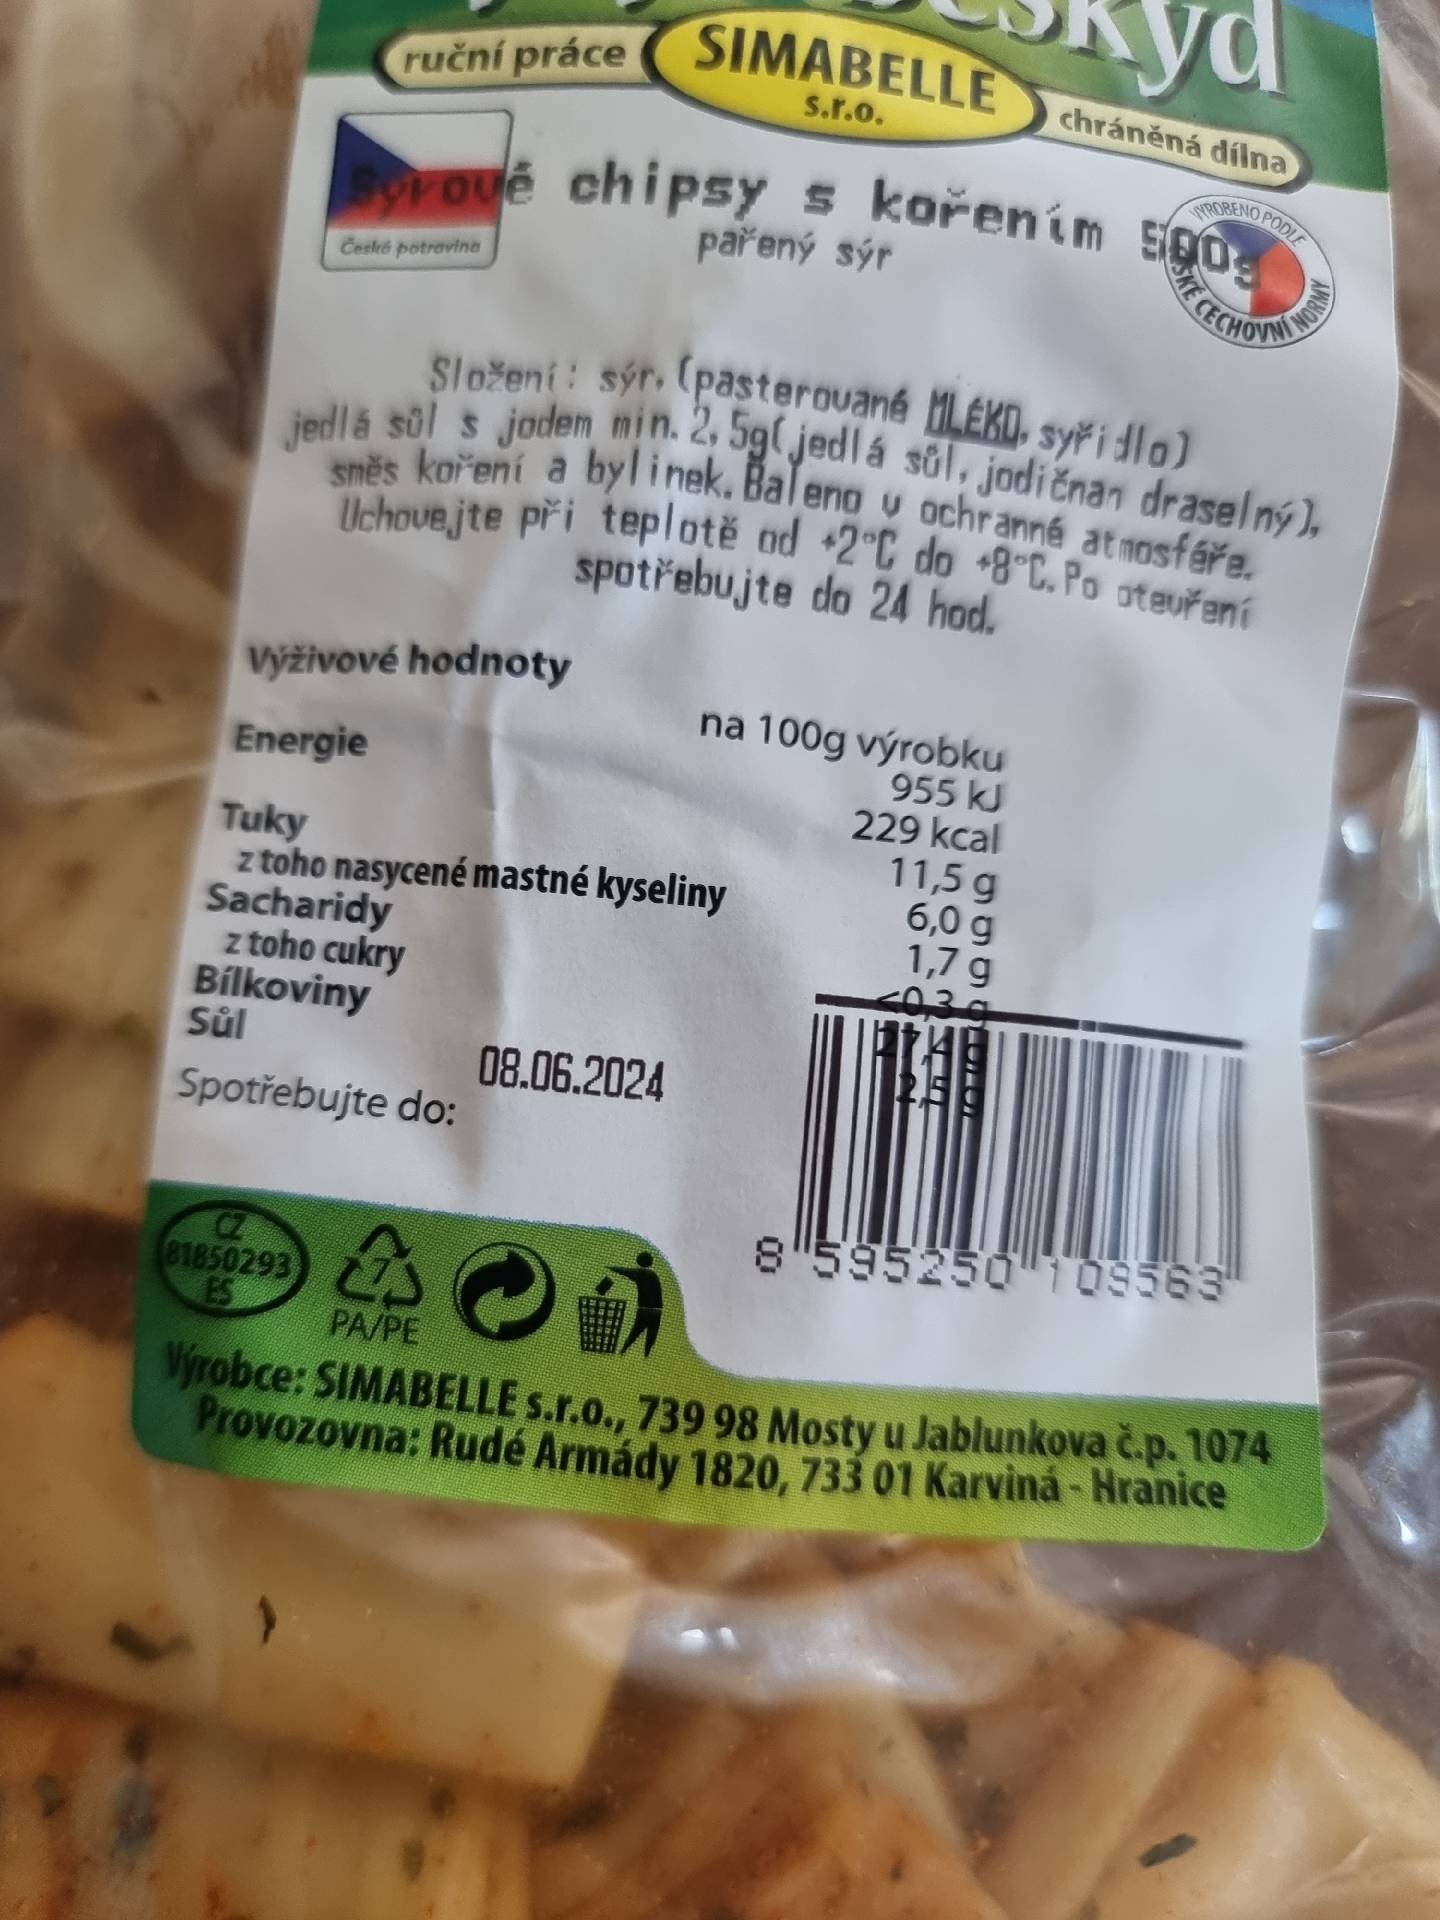 ruční práce
SIMABELLE
s.r.o.
chráněná dílna
Česká potravina
Sýrové chipsy s kořením 500g
pařený sýr
VYROBENO PODLE
ČESKÉ CECHOVNÍ NORMY
Složení: sýr, (pasterované MLÉKO, syřidlo)
jedlá sůl s jodem min. 2,5g(jedlá sůl, jodičnan draselný),
směs koření a bylinek. Baleno v ochranné atmosféře.
Uchovejte při teplotě od +2°C do +8°C. Po otevření
spotřebujte do 24 hod.
Výživové hodnoty
na 100g výrobku
Energie
955 kJ
229 kcal
Tuky
11,5 g
z toho nasycené mastné kyseliny
6,0 g
Sacharidy
1,7 g
z toho cukry
<0,3 g
Bílkoviny
27,4 g
Sůl
2,5 g
Spotřebujte do:
08.06.2024
8 595250 109563
CZ
81850293
ES
7
PA/PE
Výrobce: SIMABELLE s.r.o., 739 98 Mosty u Jablunkova č.p. 1074
Provozovna: Rudé Armády 1820, 733 01 Karviná - Hranice